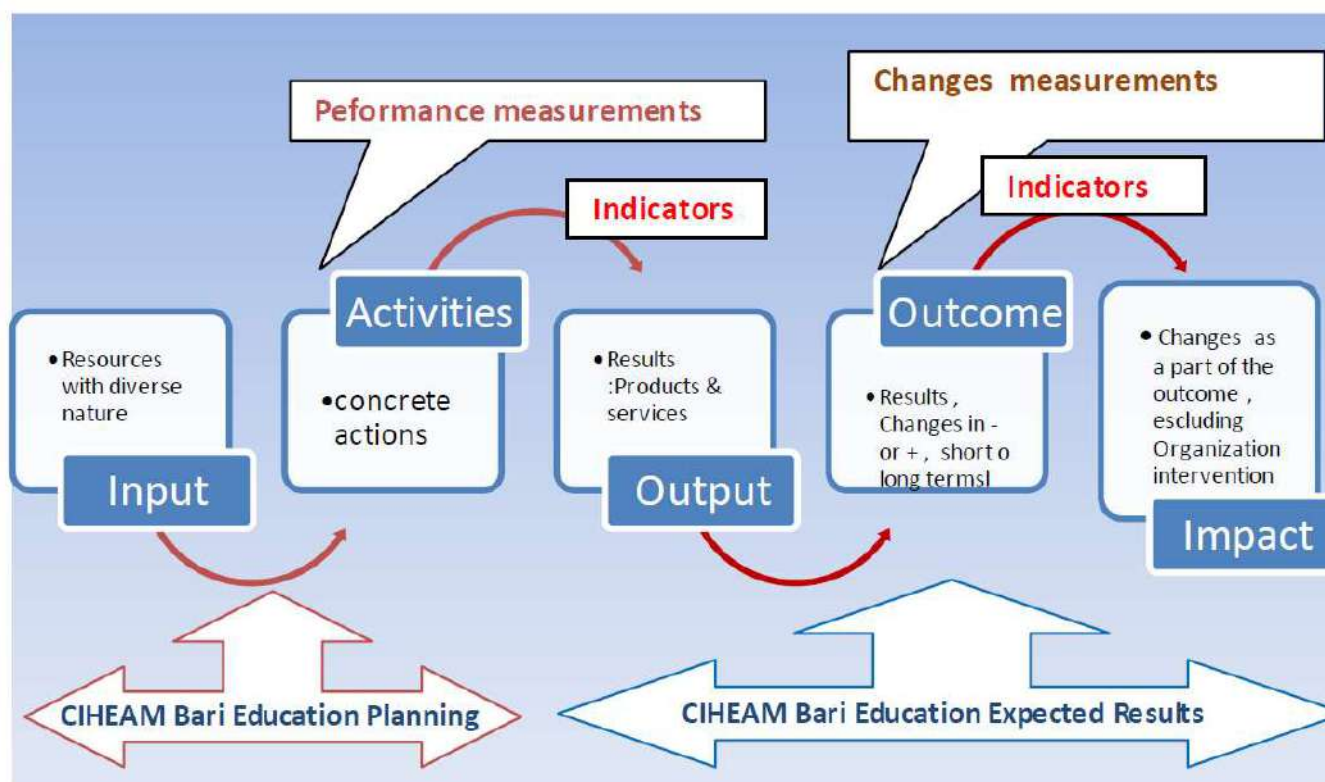 Peformance measurements
Changes measurements
Indicators
Indicators
• Resources
with diverse
nature
Input
Activities
•concrete
actions
• Results
:Products &
services
Output
Outcome
• Results ,
Changes in -
or + , short o
long termsl
• Changes as
a part of the
outcome ,
escluding
Organization
intervention
Impact
CIHEAM Bari Education Planning
CIHEAM Bari Education Expected Results